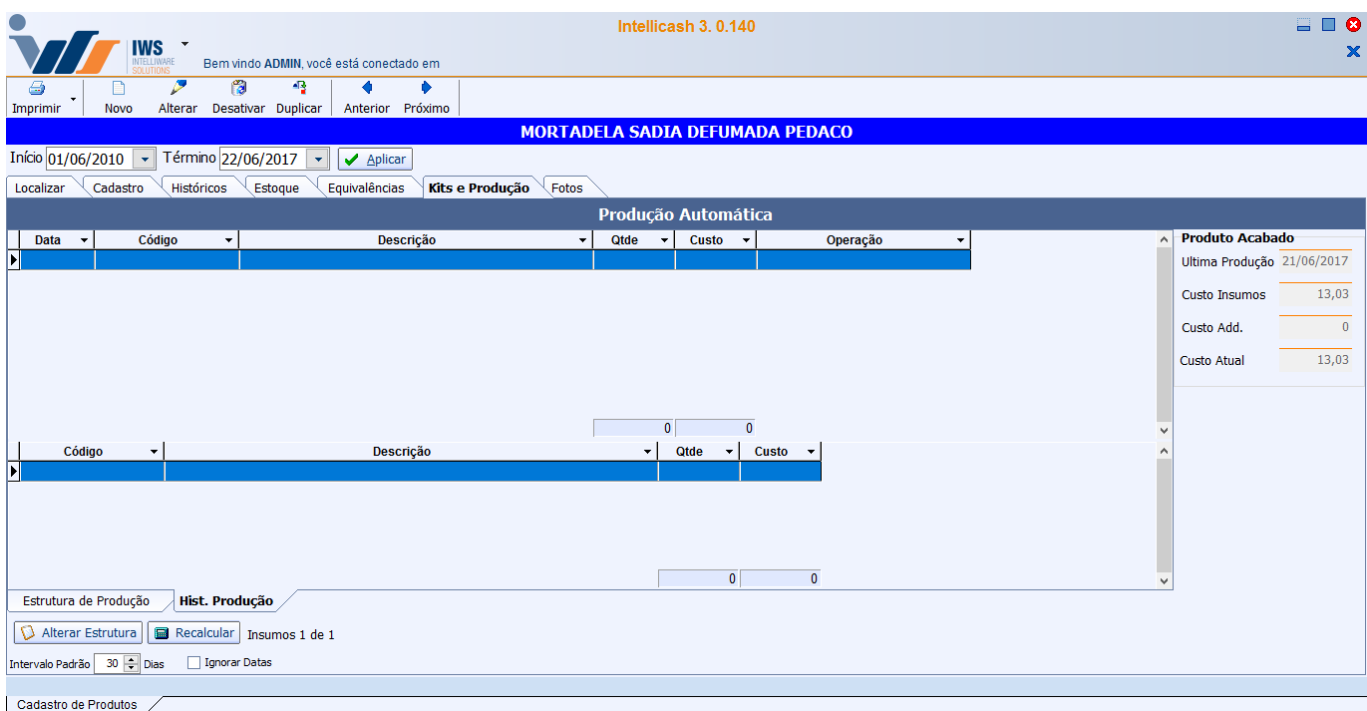 Intellicash 3. 0.140
IWS
INTELLIWARE
SOLUTIONS
Bem vindo ADMIN, você está conectado em
Imprimir Novo Alterar Desativar Duplicar Anterior Próximo
MORTADELA SADIA DEFUMADA PEDACO
Início 01/06/2010 Término 22/06/2017 Aplicar
Localizar Cadastro Históricos Estoque Equivalências Kits e Produção Fotos
Produção Automática
Data Código Descrição Qtde Custo Operação
Produto Acabado
Ultima Produção 21/06/2017
Custo Insumos 13,03
Custo Add. 0
Custo Atual 13,03
0 0
Código Descrição Qtde Custo
0 0
Estrutura de Produção Hist. Produção
Alterar Estrutura Recalcular Insumos 1 de 1
Intervalo Padrão 30 Dias Ignorar Datas
Cadastro de Produtos